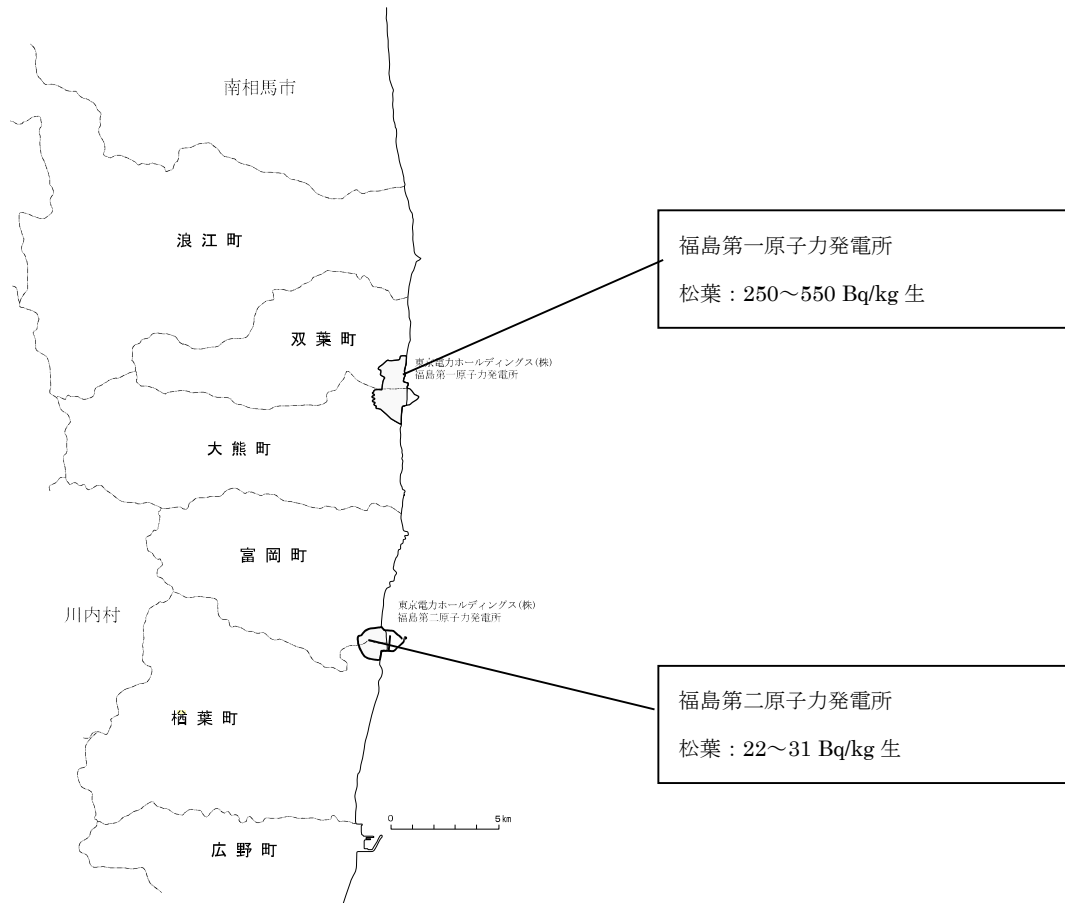 南相馬市
浪江町
福島第一原子力発電所
松葉：250～550 Bq/kg 生
双葉町
東京電力ホールディングス(株)
福島第一原子力発電所
大熊町
富岡町
川内村
東京電力ホールディングス(株)
福島第二原子力発電所
福島第二原子力発電所
松葉：22～31 Bq/kg 生
楢葉町
0 5km
広野町